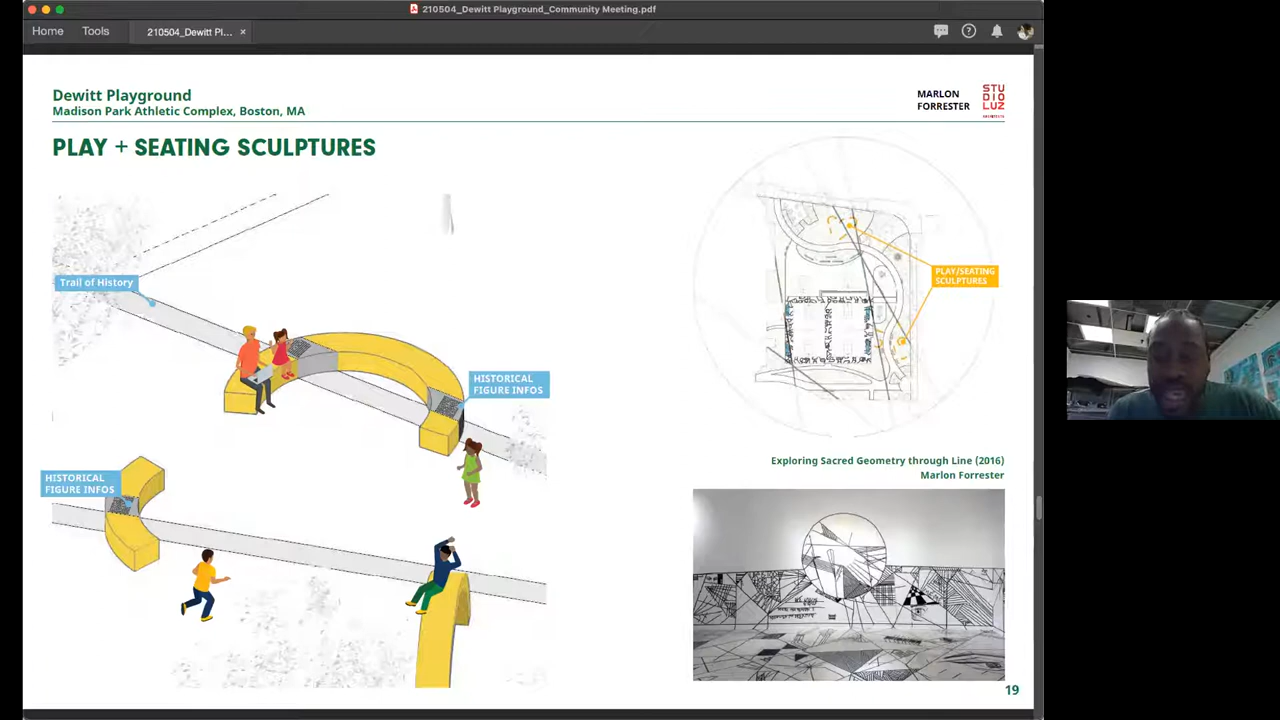 210504_Dewitt Playground_Community Meeting.pdf
Home
Tools
210504_Dewitt Pl...
×
Dewitt Playground
Madison Park Athletic Complex, Boston, MA
MARLON
FORRESTER
STU
DIO
LUZ
ARCHITECTS
PLAY + SEATING SCULPTURES
Trail of History
HISTORICAL
FIGURE INFOS
HISTORICAL
FIGURE INFOS
PLAY/SEATING
SCULPTURES
Exploring Sacred Geometry through Line (2016)
Marlon Forrester
19